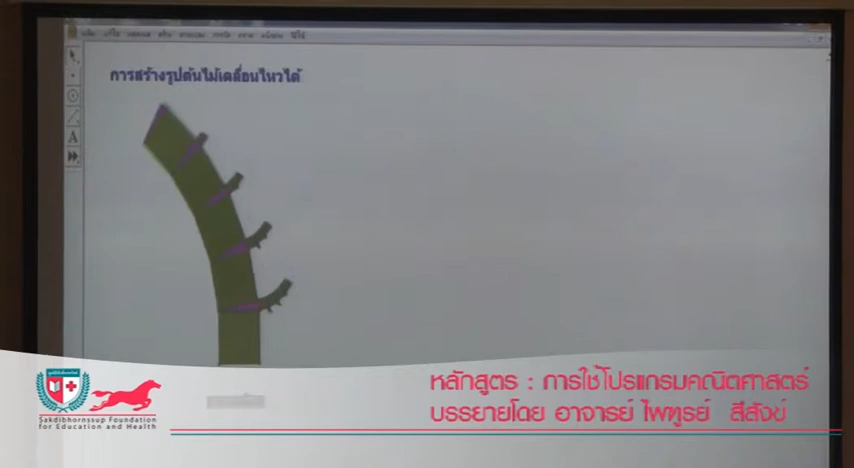 การสร้างรูปต้นไม้เคลื่อนไหวได้
A
หลักสูตร : การใช้โปรแกรมคณิตศาสตร์
บรรยายโดย อาจารย์ ไพฑูรย์ สีสังข์
Sakdibhornssup Foundation
for Education and Health